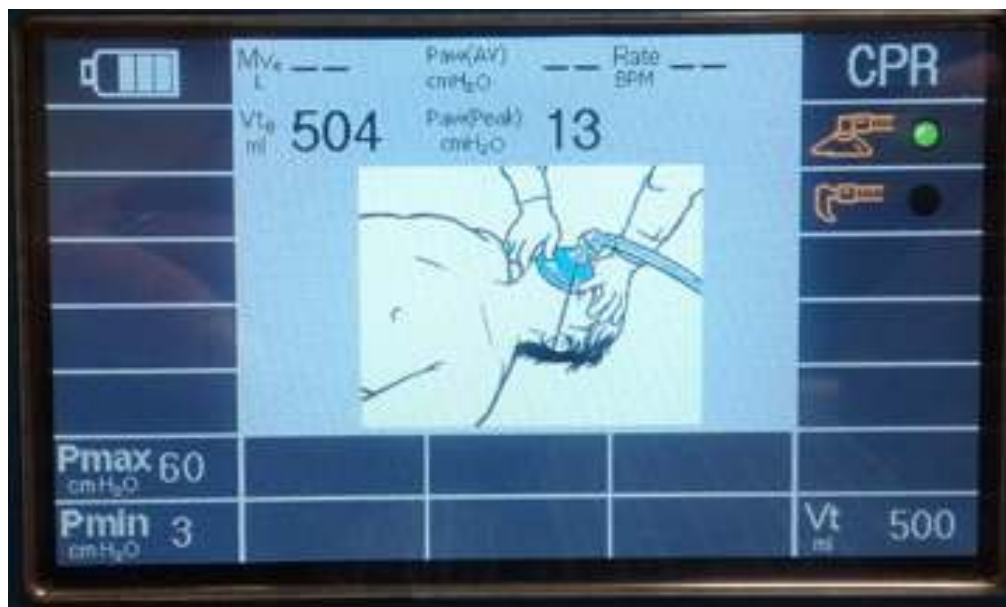 MVe L -- Paw(AV) cmH₂O -- Rate BPM -- CPR
Vte ml 504 Paw(Peak) cmH₂O 13
Pmax cmH₂O 60
Pmin cmH₂O 3 Vt ml 500